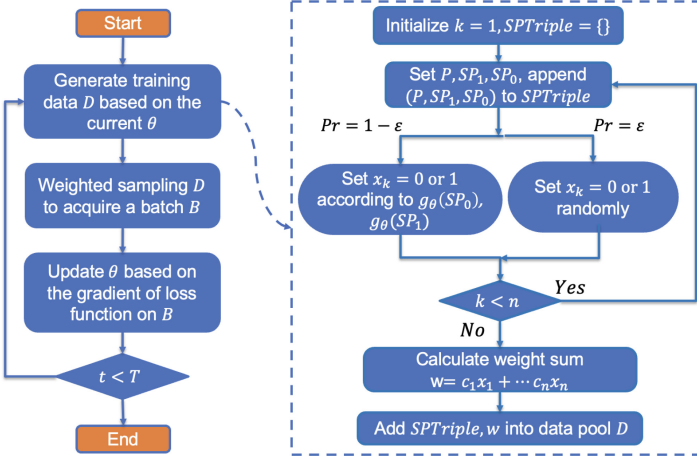 Start
Generate training
data D based on the
current θ
Weighted sampling D
to acquire a batch B
Update θ based on
the gradient of loss
function on B
t < T
End
Initialize k = 1, SPTriple = {}
Set P, SP₁, SP₀, append
(P, SP₁, SP₀) to SPTriple
Pr = 1 − ε
Pr = ε
Set xₖ = 0 or 1
according to g_θ(SP₀),
g_θ(SP₁)
Set xₖ = 0 or 1
randomly
k < n
Yes
No
Calculate weight sum
w= c₁x₁ + ⋯ cₙxₙ
Add SPTriple, w into data pool D